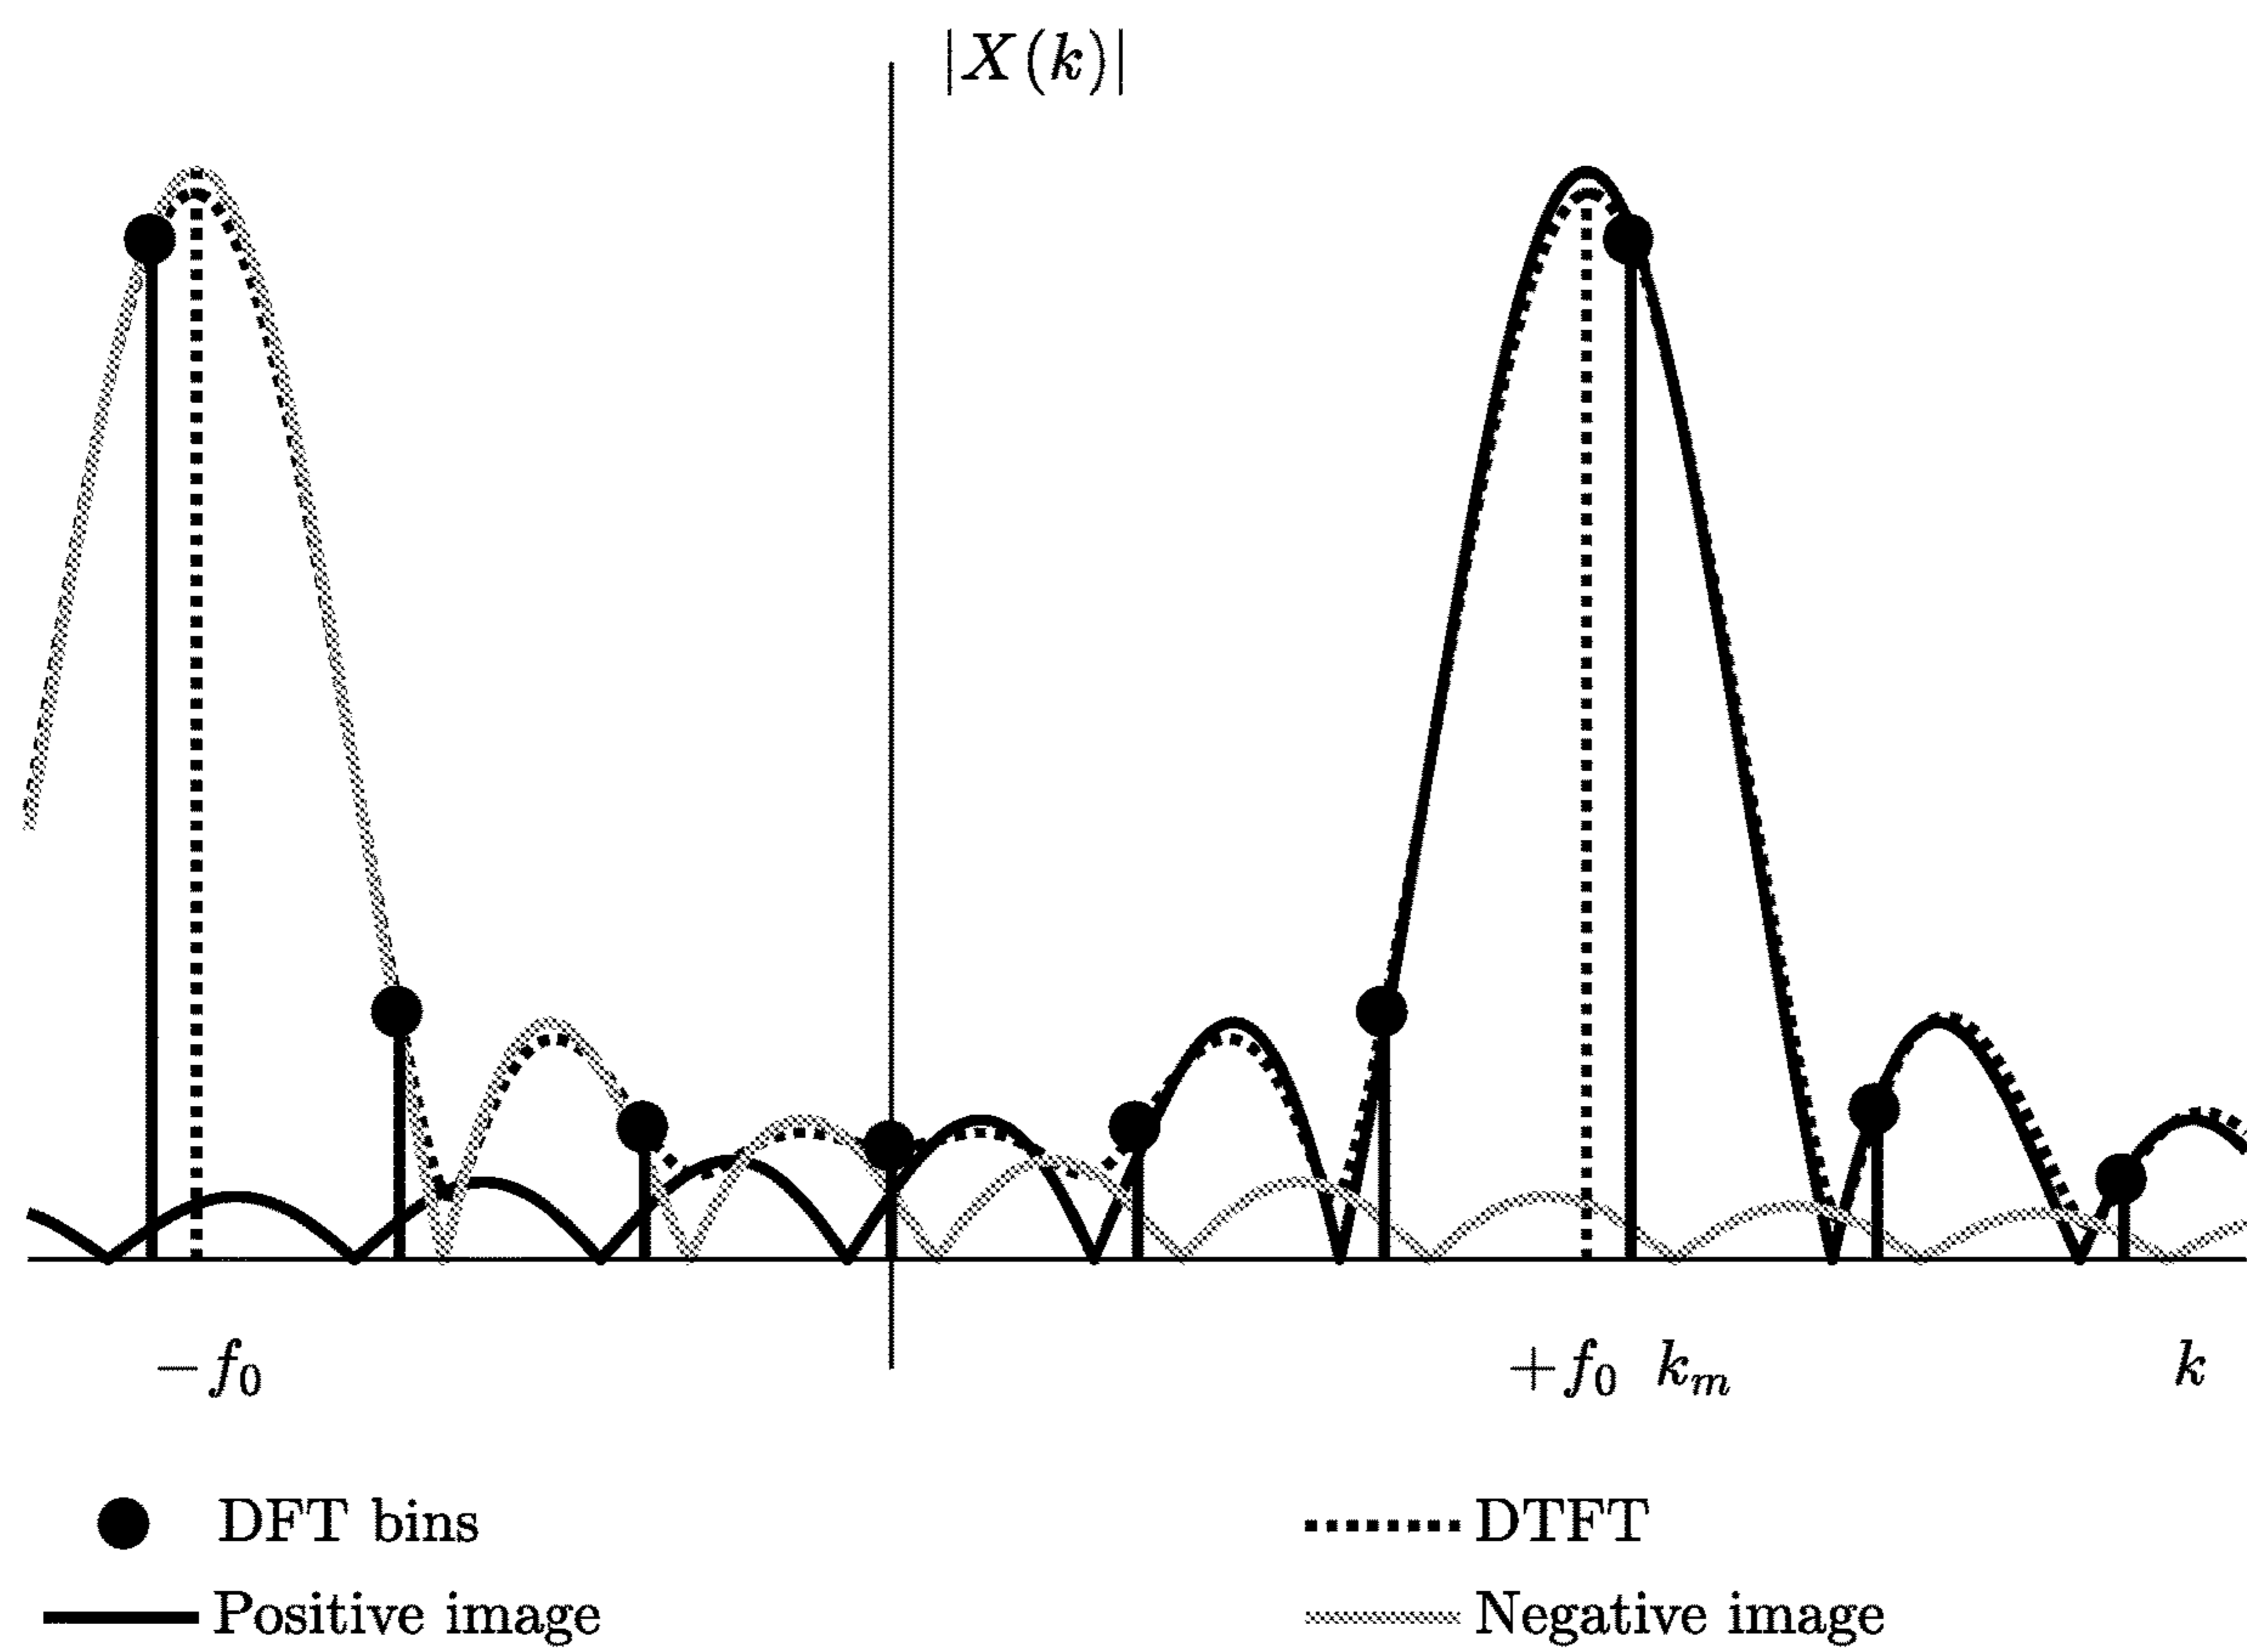 |X(k)|
−f₀ +f₀ kₘ k
DFT bins DTFT
Positive image Negative image